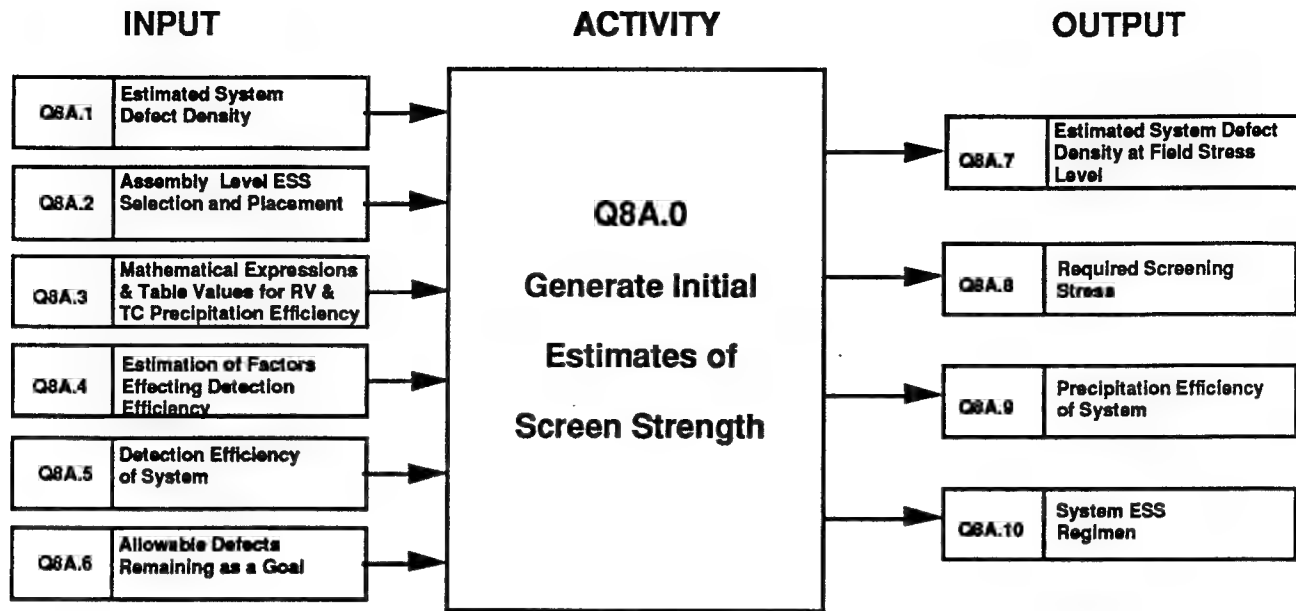 INPUT
ACTIVITY
OUTPUT
Q8A.1
Estimated System
Defect Density
Q8A.2
Assembly Level ESS
Selection and Placement
Q8A.3
Mathematical Expressions
& Table Values for RV &
TC Precipitation Efficiency
Q8A.4
Estimation of Factors
Effecting Detection
Efficiency
Q8A.5
Detection Efficiency
of System
Q8A.6
Allowable Defects
Remaining as a Goal
Q8A.0
Generate Initial
Estimates of
Screen Strength
Q8A.7
Estimated System Defect
Density at Field Stress
Level
Q8A.8
Required Screening
Stress
Q8A.9
Precipitation Efficiency
of System
Q8A.10
System ESS
Regimen